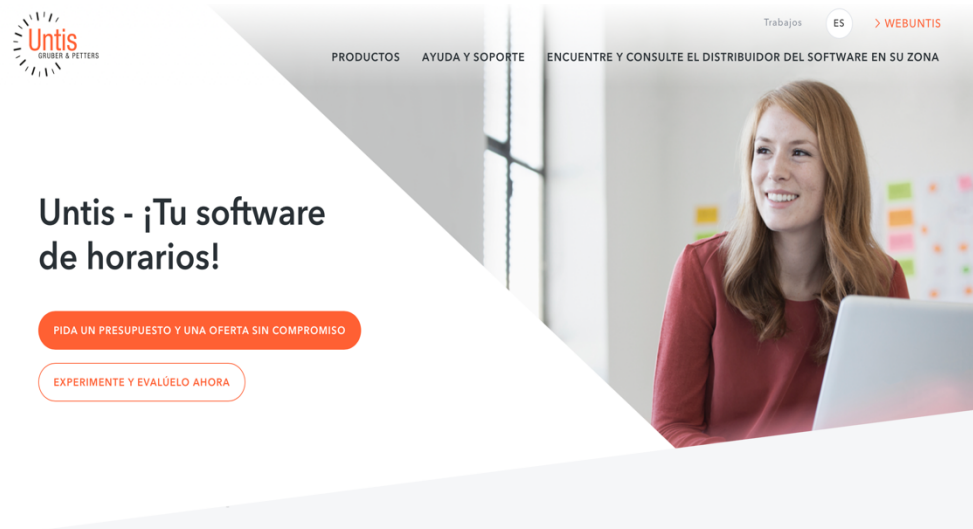 Untis
GRUBER & PETTERS
Trabajos
ES
> WEBUNTIS
PRODUCTOS
AYUDA Y SOPORTE
ENCUENTRE Y CONSULTE EL DISTRIBUIDOR DEL SOFTWARE EN SU ZONA
Untis - ¡Tu software
de horarios!
PIDA UN PRESUPUESTO Y UNA OFERTA SIN COMPROMISO
EXPERIMENTE Y EVALÚELO AHORA